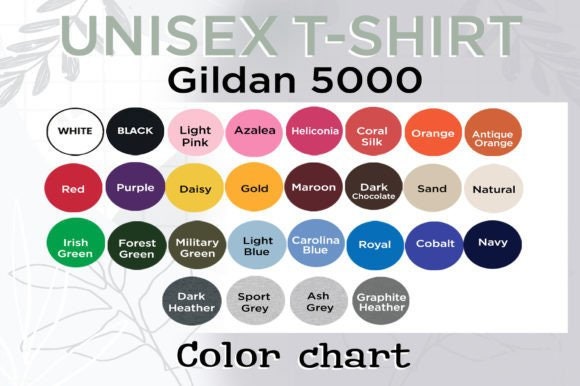 UNISEX T-SHIRT
Gildan 5000
WHITE
BLACK
Light
Pink
Azalea
Heliconia
Coral
Silk
Orange
Antique
Orange
Red
Purple
Daisy
Gold
Maroon
Dark
Chocolate
Sand
Natural
Irish
Green
Forest
Green
Military
Green
Light
Blue
Carolina
Blue
Royal
Cobalt
Navy
Dark
Heather
Sport
Grey
Ash
Grey
Graphite
Heather
Color chart